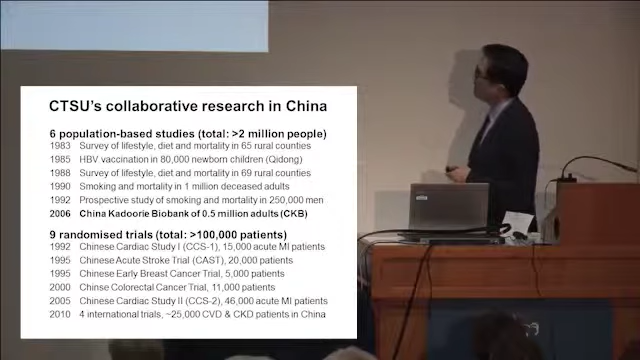 CTSU's collaborative research in China
6 population-based studies (total: >2 million people)
1983 Survey of lifestyle, diet and mortality in 65 rural counties
1985 HBV vaccination in 80,000 newborn children (Qidong)
1988 Survey of lifestyle, diet and mortality in 69 rural counties
1990 Smoking and mortality in 1 million deceased adults
1992 Prospective study of smoking and mortality in 250,000 men
2006 China Kadoorie Biobank of 0.5 million adults (CKB)
9 randomised trials (total: >100,000 patients)
1992 Chinese Cardiac Study I (CCS-1), 15,000 acute MI patients
1995 Chinese Acute Stroke Trial (CAST), 20,000 patients
1995 Chinese Early Breast Cancer Trial, 5,000 patients
2000 Chinse Colorectal Cancer Trial, 11,000 patients
2005 Chinese Cardiac Study II (CCS-2), 46,000 acute MI patients
2010 4 international trials, ~25,000 CVD & CKD patients in China